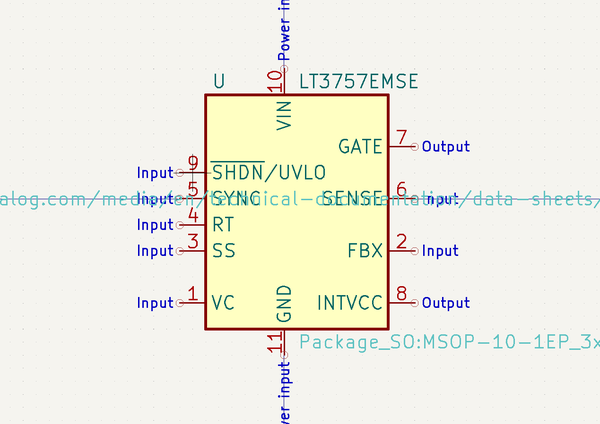 Power in
10
U
LT3757EMSE
VIN
GATE
7
Output
Input
9
SHDN/UVLO
Input
5
SYNC
SENSE
6
Input
alog.com/media/en/technical-documentation/data-sheets/
Input
4
RT
Input
3
SS
FBX
2
Input
Input
1
VC
GND
INTVCC
8
Output
11
Package_SO:MSOP-10-1EP_3x
ver input